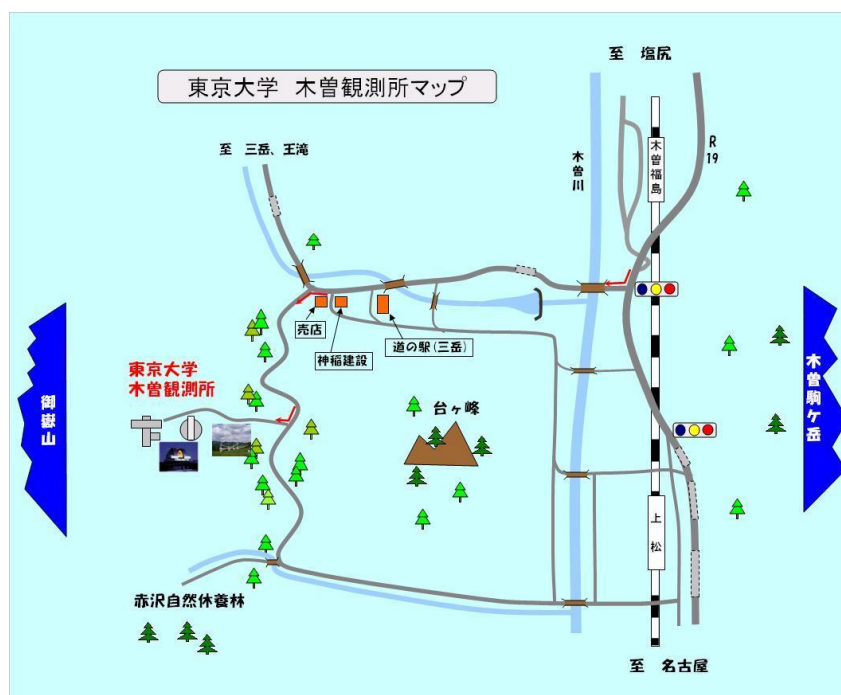 東京大学 木曽観測所マップ
至 塩尻
至 三岳、王滝
木曽川
木曽福島
R
19
売店
神稲建設
道の駅(三岳)
東京大学
木曽観測所
御嶽山
台ヶ峰
木曽駒ケ岳
上松
赤沢自然休養林
至 名古屋